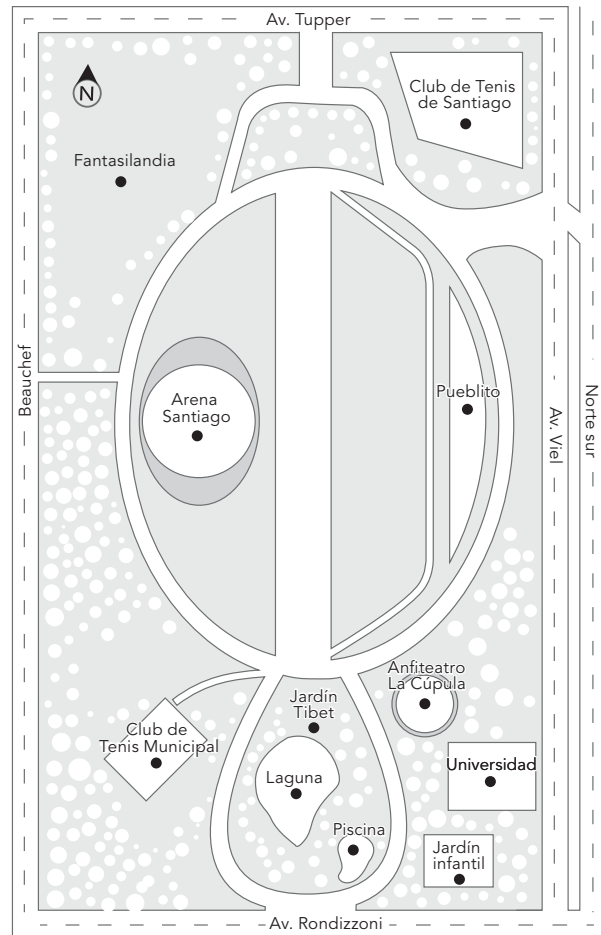 Av. Tupper
N
Club de Tenis
de Santiago
Fantasilandia
Beauchef
Arena
Santiago
Pueblito
Av. Viel
Norte sur
Anfiteatro
La Cúpula
Jardín
Tibet
Club de
Tenis Municipal
Universidad
Laguna
Piscina
Jardín
infantil
Av. Rondizzoni